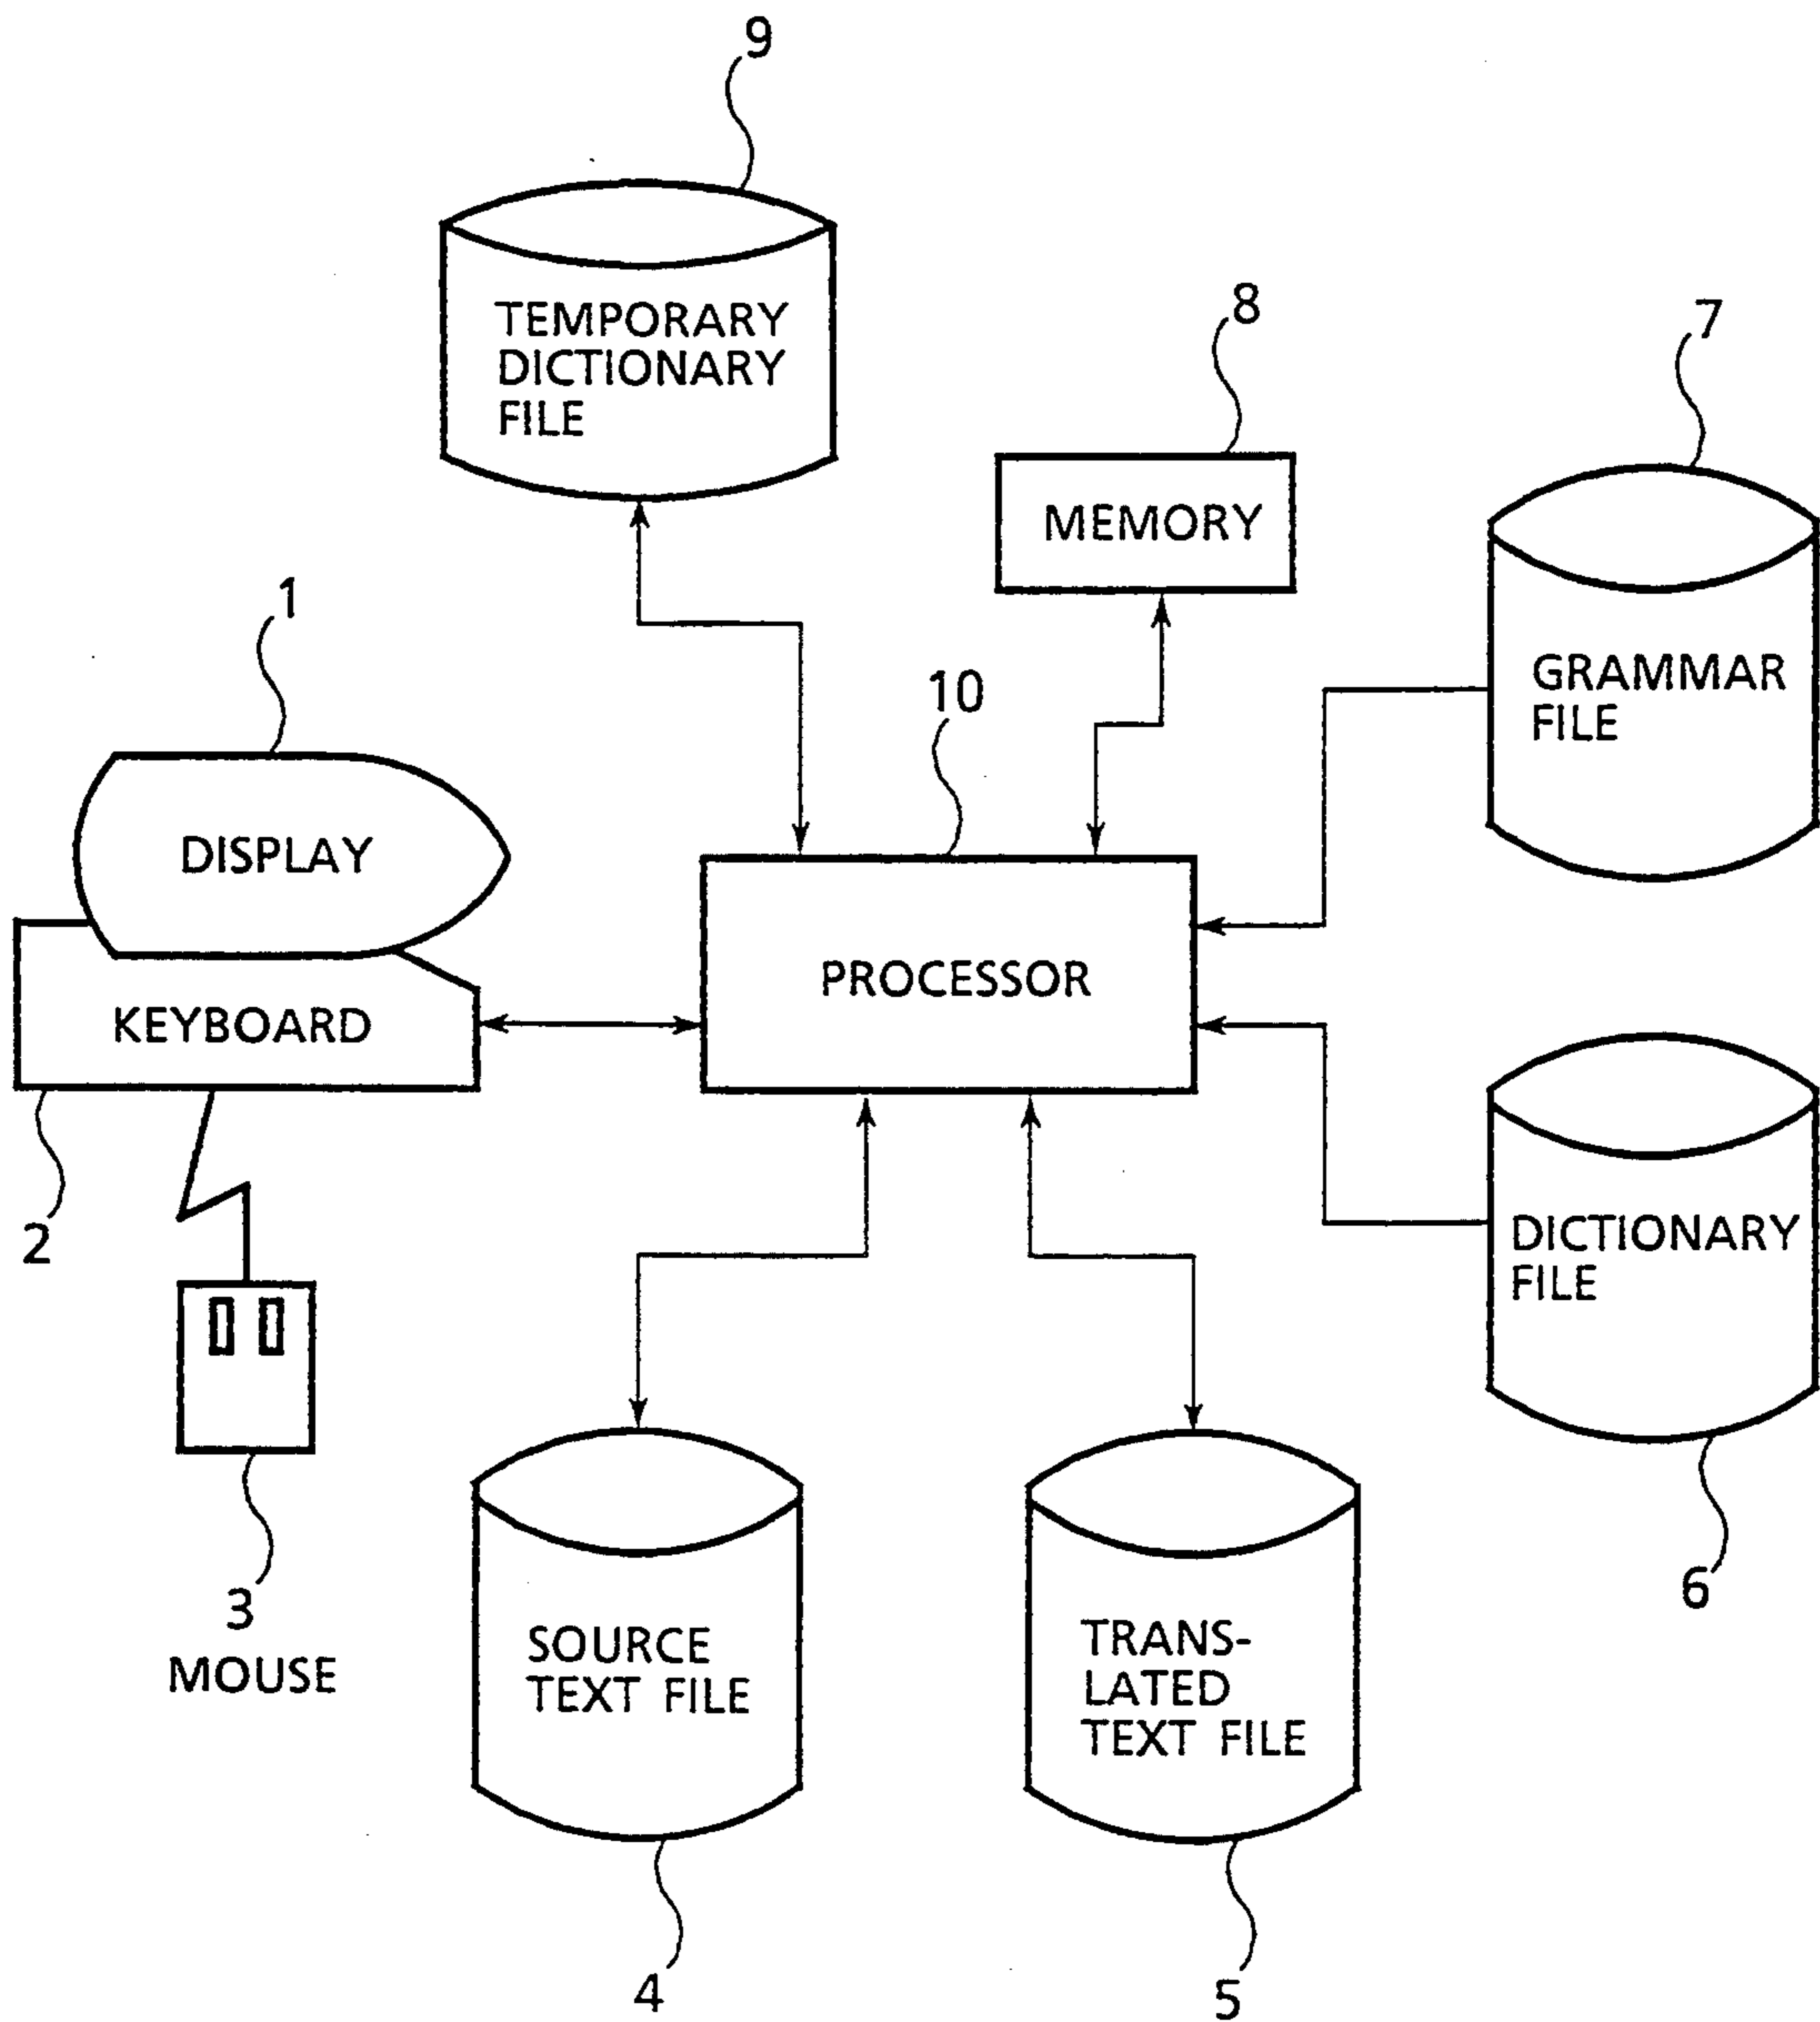 9
TEMPORARY
DICTIONARY
FILE
8
MEMORY
7
GRAMMAR
FILE
1
DISPLAY
10
PROCESSOR
KEYBOARD
2
DICTIONARY
FILE
6
3
MOUSE
SOURCE
TEXT FILE
4
TRANS-
LATED
TEXT FILE
5